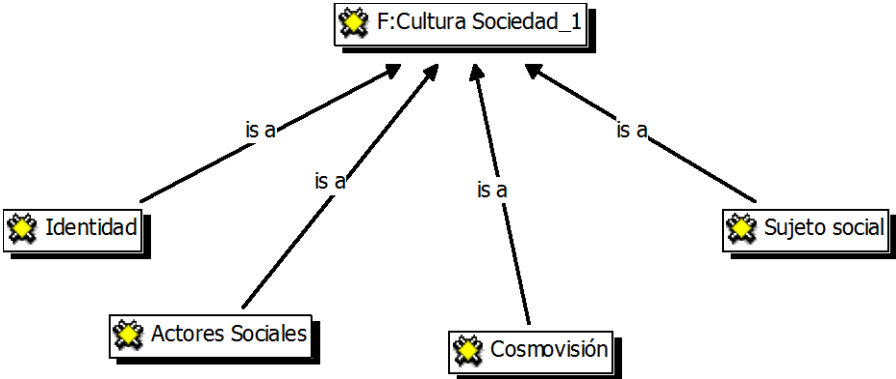 F:Cultura Sociedad_1
is a
is a
is a
is a
Identidad
Sujeto social
Actores Sociales
Cosmovisión